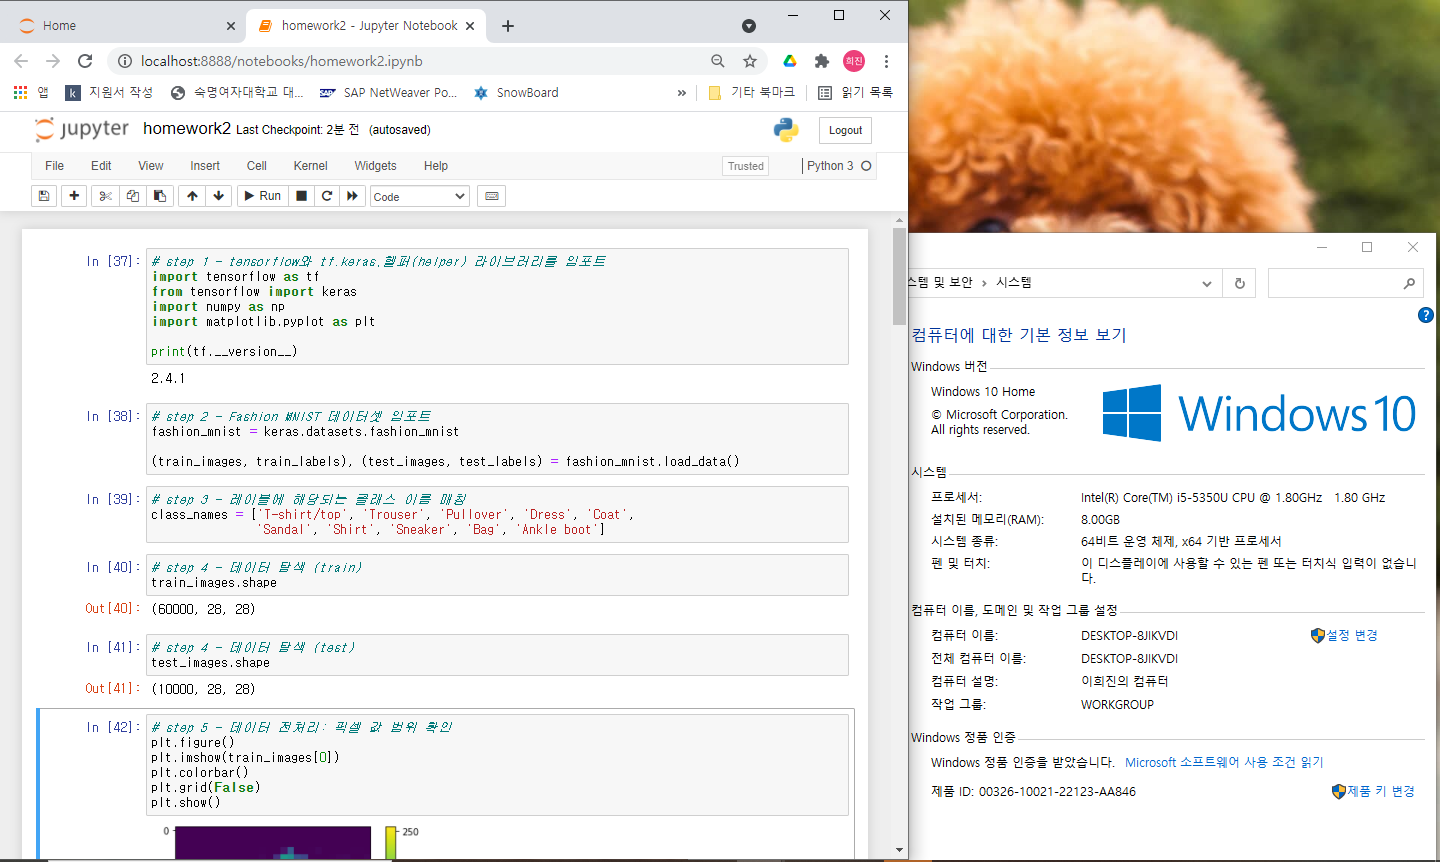 Home
homework2 - Jupyter Notebook
localhost:8888/notebooks/homework2.ipynb
희진
앱
지원서 작성
숙명여자대학교 대...
SAP NetWeaver Po...
SnowBoard
»
기타 북마크
읽기 목록
jupyter
homework2 Last Checkpoint: 2분 전 (autosaved)
Logout
File Edit View Insert Cell Kernel Widgets Help
Trusted
Python 3
Run
Code
In [37]:
# step 1 - tensorflow와 tf.keras.헬퍼(helper) 라이브러리를 임포트
import tensorflow as tf
from tensorflow import keras
import numpy as np
import matplotlib.pyplot as plt
print(tf.__version__)
2.4.1
In [38]:
# step 2 - Fashion MNIST 데이터셋 임포트
fashion_mnist = keras.datasets.fashion_mnist
(train_images, train_labels), (test_images, test_labels) = fashion_mnist.load_data()
In [39]:
# step 3 - 레이블에 해당되는 클래스 이름 매칭
class_names = ['T-shirt/top', 'Trouser', 'Pullover', 'Dress', 'Coat',
'Sandal', 'Shirt', 'Sneaker', 'Bag', 'Ankle boot']
In [40]:
# step 4 - 데이터 탐색 (train)
train_images.shape
Out[40]:
(60000, 28, 28)
In [41]:
# step 4 - 데이터 탐색 (test)
test_images.shape
Out[41]:
(10000, 28, 28)
In [42]:
# step 5 - 데이터 전처리: 픽셀 값 범위 확인
plt.figure()
plt.imshow(train_images[0])
plt.colorbar()
plt.grid(False)
plt.show()
0
250
스템 및 보안 › 시스템
컴퓨터에 대한 기본 정보 보기
Windows 버전
Windows 10 Home
© Microsoft Corporation.
All rights reserved.
Windows 10
시스템
프로세서: Intel(R) Core(TM) i5-5350U CPU @ 1.80GHz 1.80 GHz
설치된 메모리(RAM): 8.00GB
시스템 종류: 64비트 운영 체제, x64 기반 프로세서
펜 및 터치: 이 디스플레이에 사용할 수 있는 펜 또는 터치식 입력이 없습니
다.
컴퓨터 이름, 도메인 및 작업 그룹 설정
컴퓨터 이름: DESKTOP-8JIKVDI
설정 변경
전체 컴퓨터 이름: DESKTOP-8JIKVDI
컴퓨터 설명: 이희진의 컴퓨터
작업 그룹: WORKGROUP
Windows 정품 인증
Windows 정품 인증을 받았습니다. Microsoft 소프트웨어 사용 조건 읽기
제품 ID: 00326-10021-22123-AA846
제품 키 변경